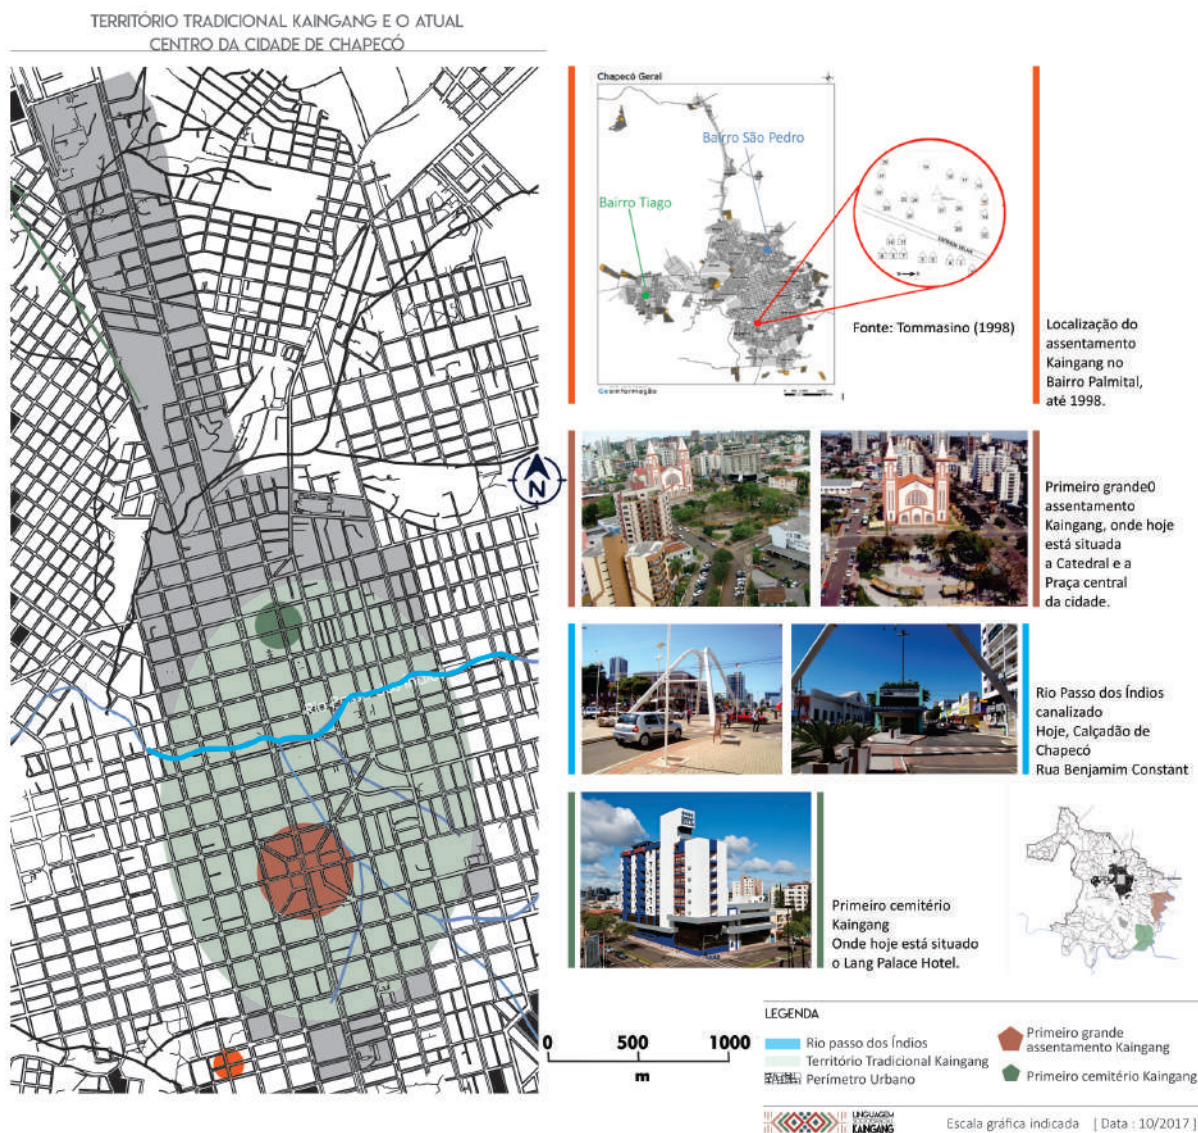 TERRITÓRIO TRADICIONAL KAINGANG E O ATUAL
CENTRO DA CIDADE DE CHAPECÓ
Chapecó Geral
Bairro São Pedro
Bairro Tiago
Fonte: Tommasino (1998)
Localização do
assentamento
Kaingang no
Bairro Palmital,
até 1998.
N
Primeiro grande0
assentamento
Kaingang, onde hoje
está situada
a Catedral e a
Praça central
da cidade.
Rio Passo dos Índios
canalizado
Hoje, Calçadão de
Chapecó
Rua Benjamim Constant
Primeiro cemitério
Kaingang
Onde hoje está situado
o Lang Palace Hotel.
0 500 1000
m
LEGENDA
Rio passo dos Índios
Território Tradicional Kaingang
Perímetro Urbano
Primeiro grande
assentamento Kaingang
Primeiro cemitério Kaingang
LINGUAGEM
KAINGANG
Escala gráfica indicada | Data : 10/2017 |